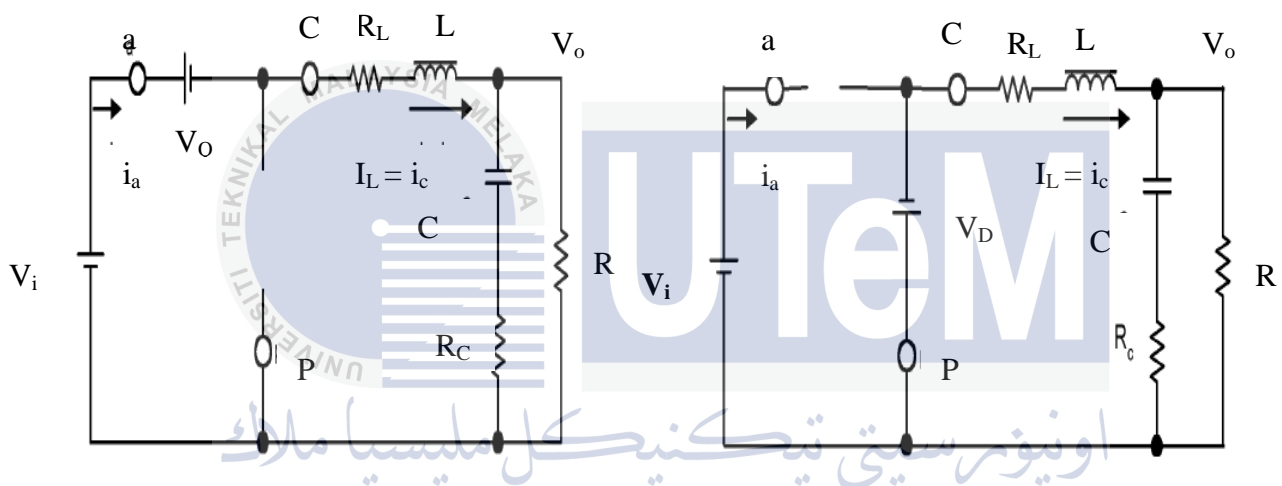 a C R_L L V_o
V_O
i_a I_L = i_c
C
V_i R
R_C
P
a C R_L L V_o
i_a I_L = i_c
V_D C
V_i R
R_c
P
UNIVERSITI TEKNIKAL MALAYSIA MELAKA
UTeM
اونيۏرسيتي تيكنيكل مليسيا ملاك